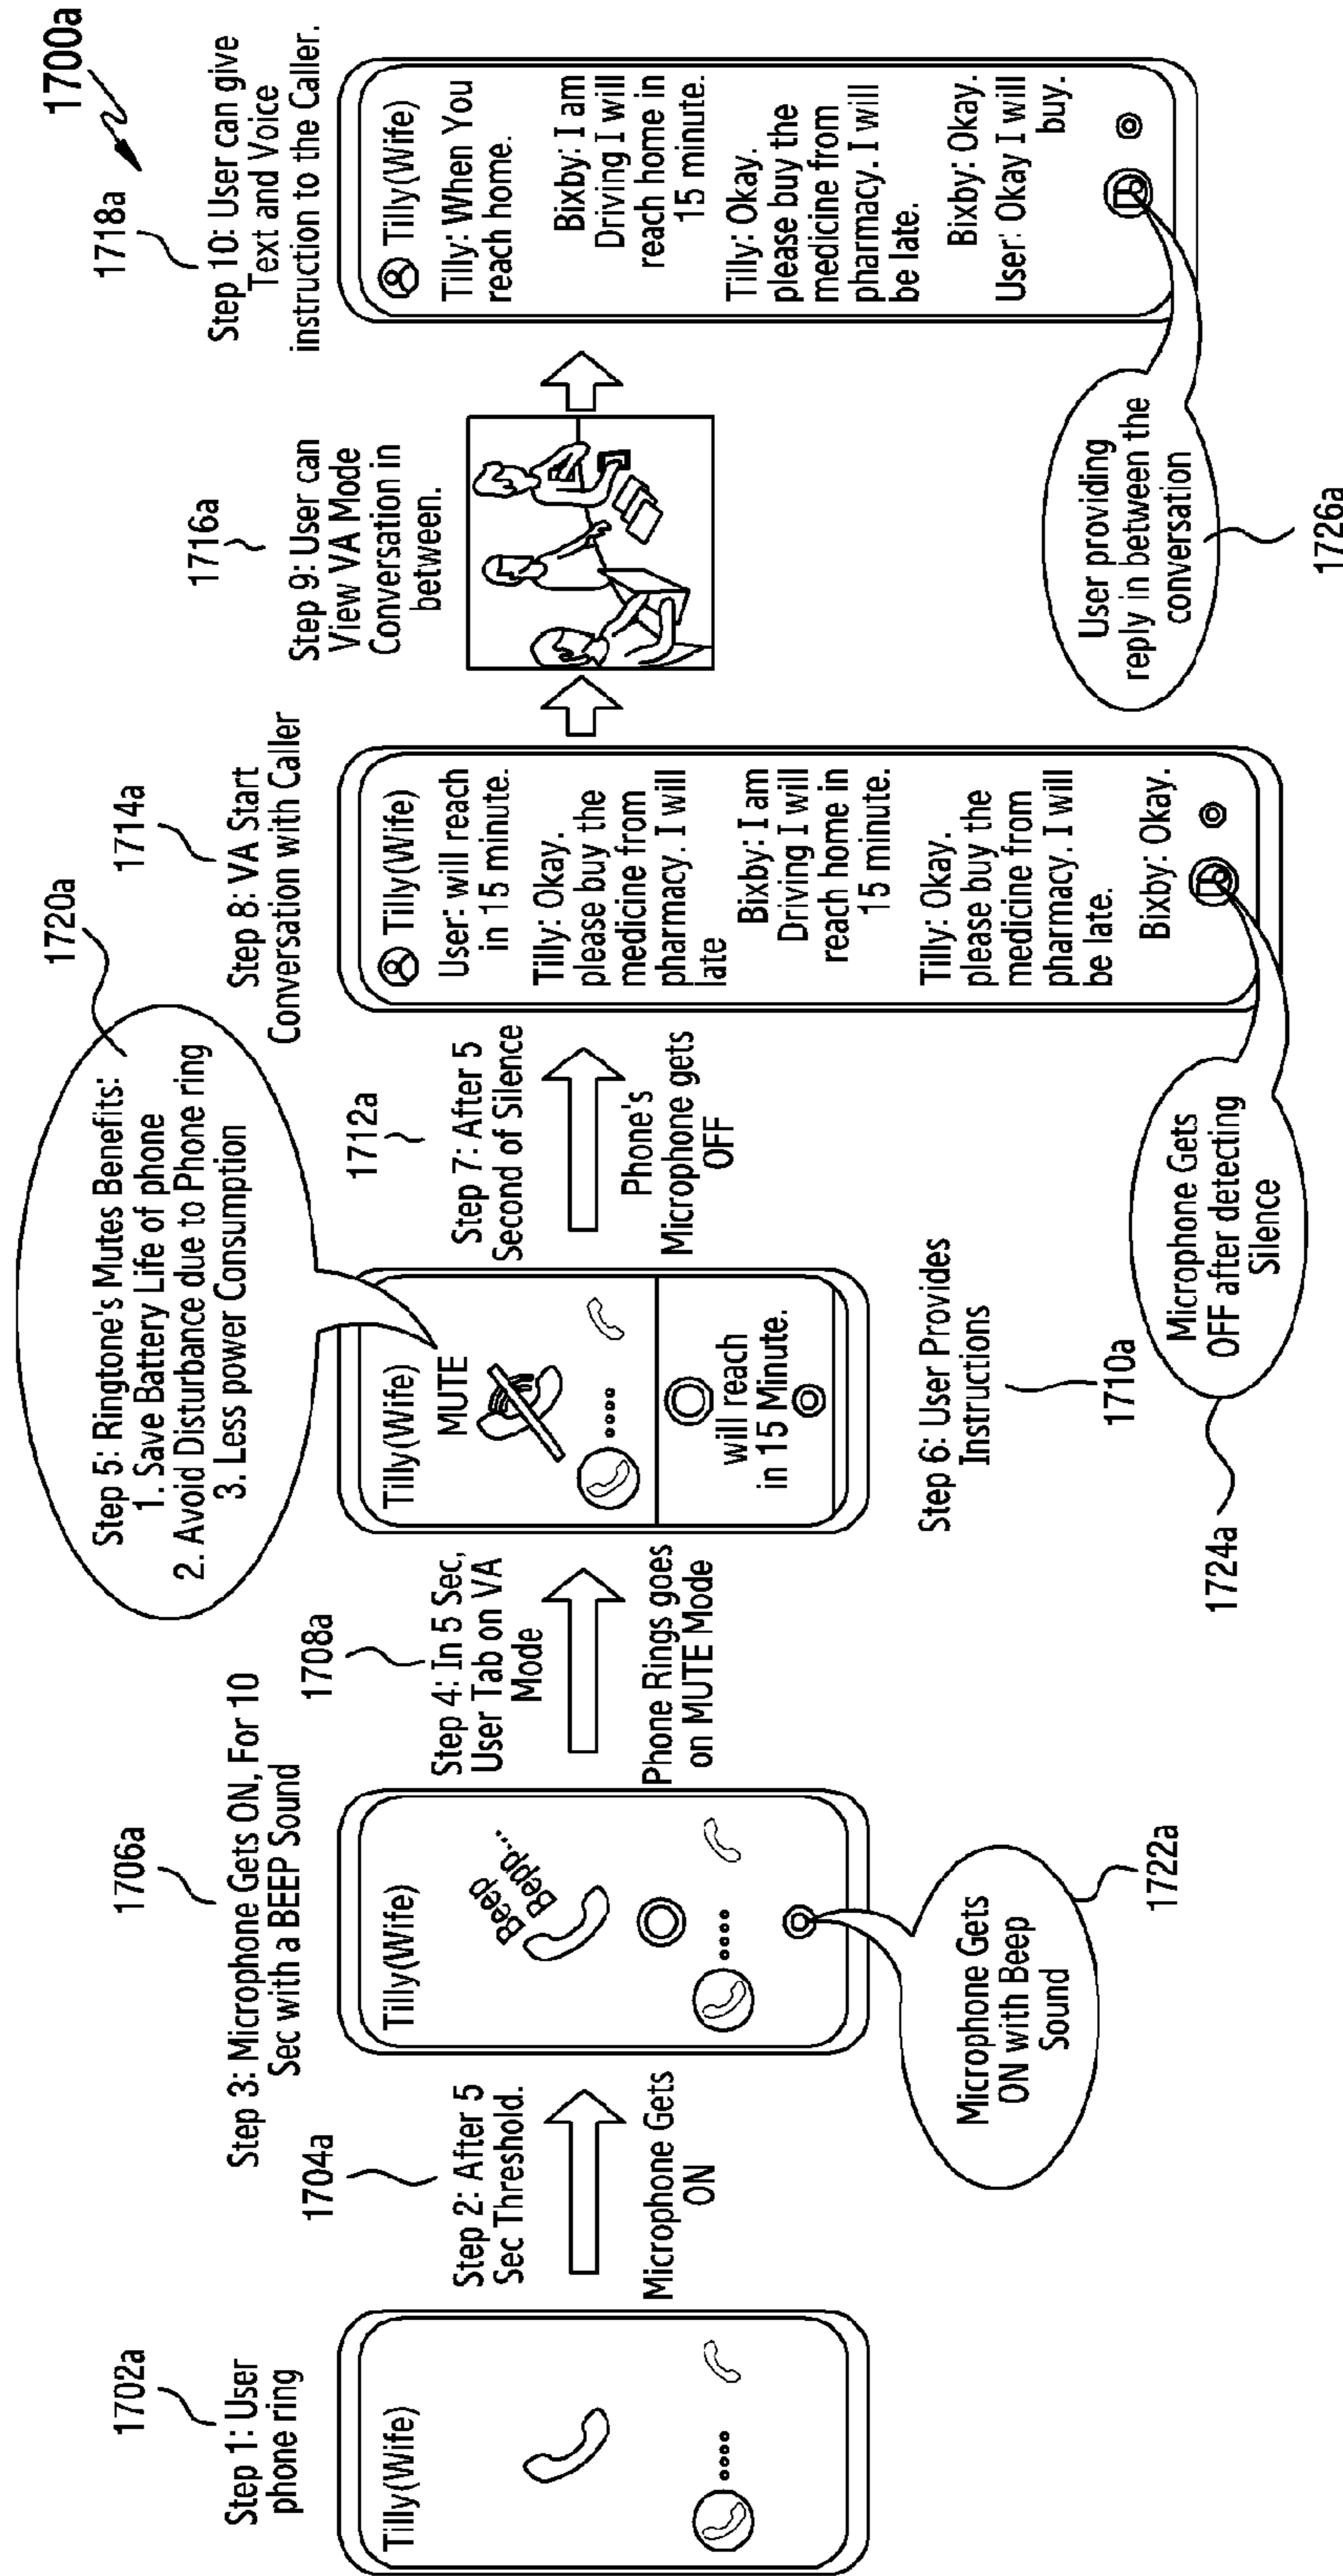 1700a
1702a
Step 1: User
phone ring
Tilly(Wife)
1704a
Step 2: After 5
Sec Threshold.
Microphone Gets
ON
1706a
Step 3: Microphone Gets ON, For 10
Sec with a BEEP Sound
Tilly(Wife)
Beep
Bepp...
Microphone Gets
ON with Beep
Sound
1722a
1708a
Step 4: In 5 Sec,
User Tab on VA
Mode
Phone Rings goes
on MUTE Mode
1720a
Step 5: Ringtone's Mutes Benefits:
1. Save Battery Life of phone
2. Avoid Disturbance due to Phone ring
3. Less power Consumption
Tilly(Wife)
MUTE
will reach
in 15 Minute.
Step 6: User Provides
Instructions
1710a
1712a
Step 7: After 5
Second of Silence
Phone's
Microphone gets
OFF
1714a
Step 8: VA Start
Conversation with Caller
Tilly(Wife)
User: will reach
in 15 minute.
Tilly: Okay.
please buy the
medicine from
pharmacy. I will
late
Bixby: I am
Driving I will
reach home in
15 minute.
Tilly: Okay.
please buy the
medicine from
pharmacy. I will
be late.
Bixby: Okay.
Microphone Gets
OFF after detecting
Silence
1724a
1716a
Step 9: User can
View VA Mode
Conversation in
between.
1718a
Step 10: User can give
Text and Voice
instruction to the Caller.
Tilly(Wife)
Tilly: When You
reach home.
Bixby: I am
Driving I will
reach home in
15 minute.
Tilly: Okay.
please buy the
medicine from
pharmacy. I will
be late.
Bixby: Okay.
User: Okay I will
buy.
User providing
reply in between the
conversation
1726a